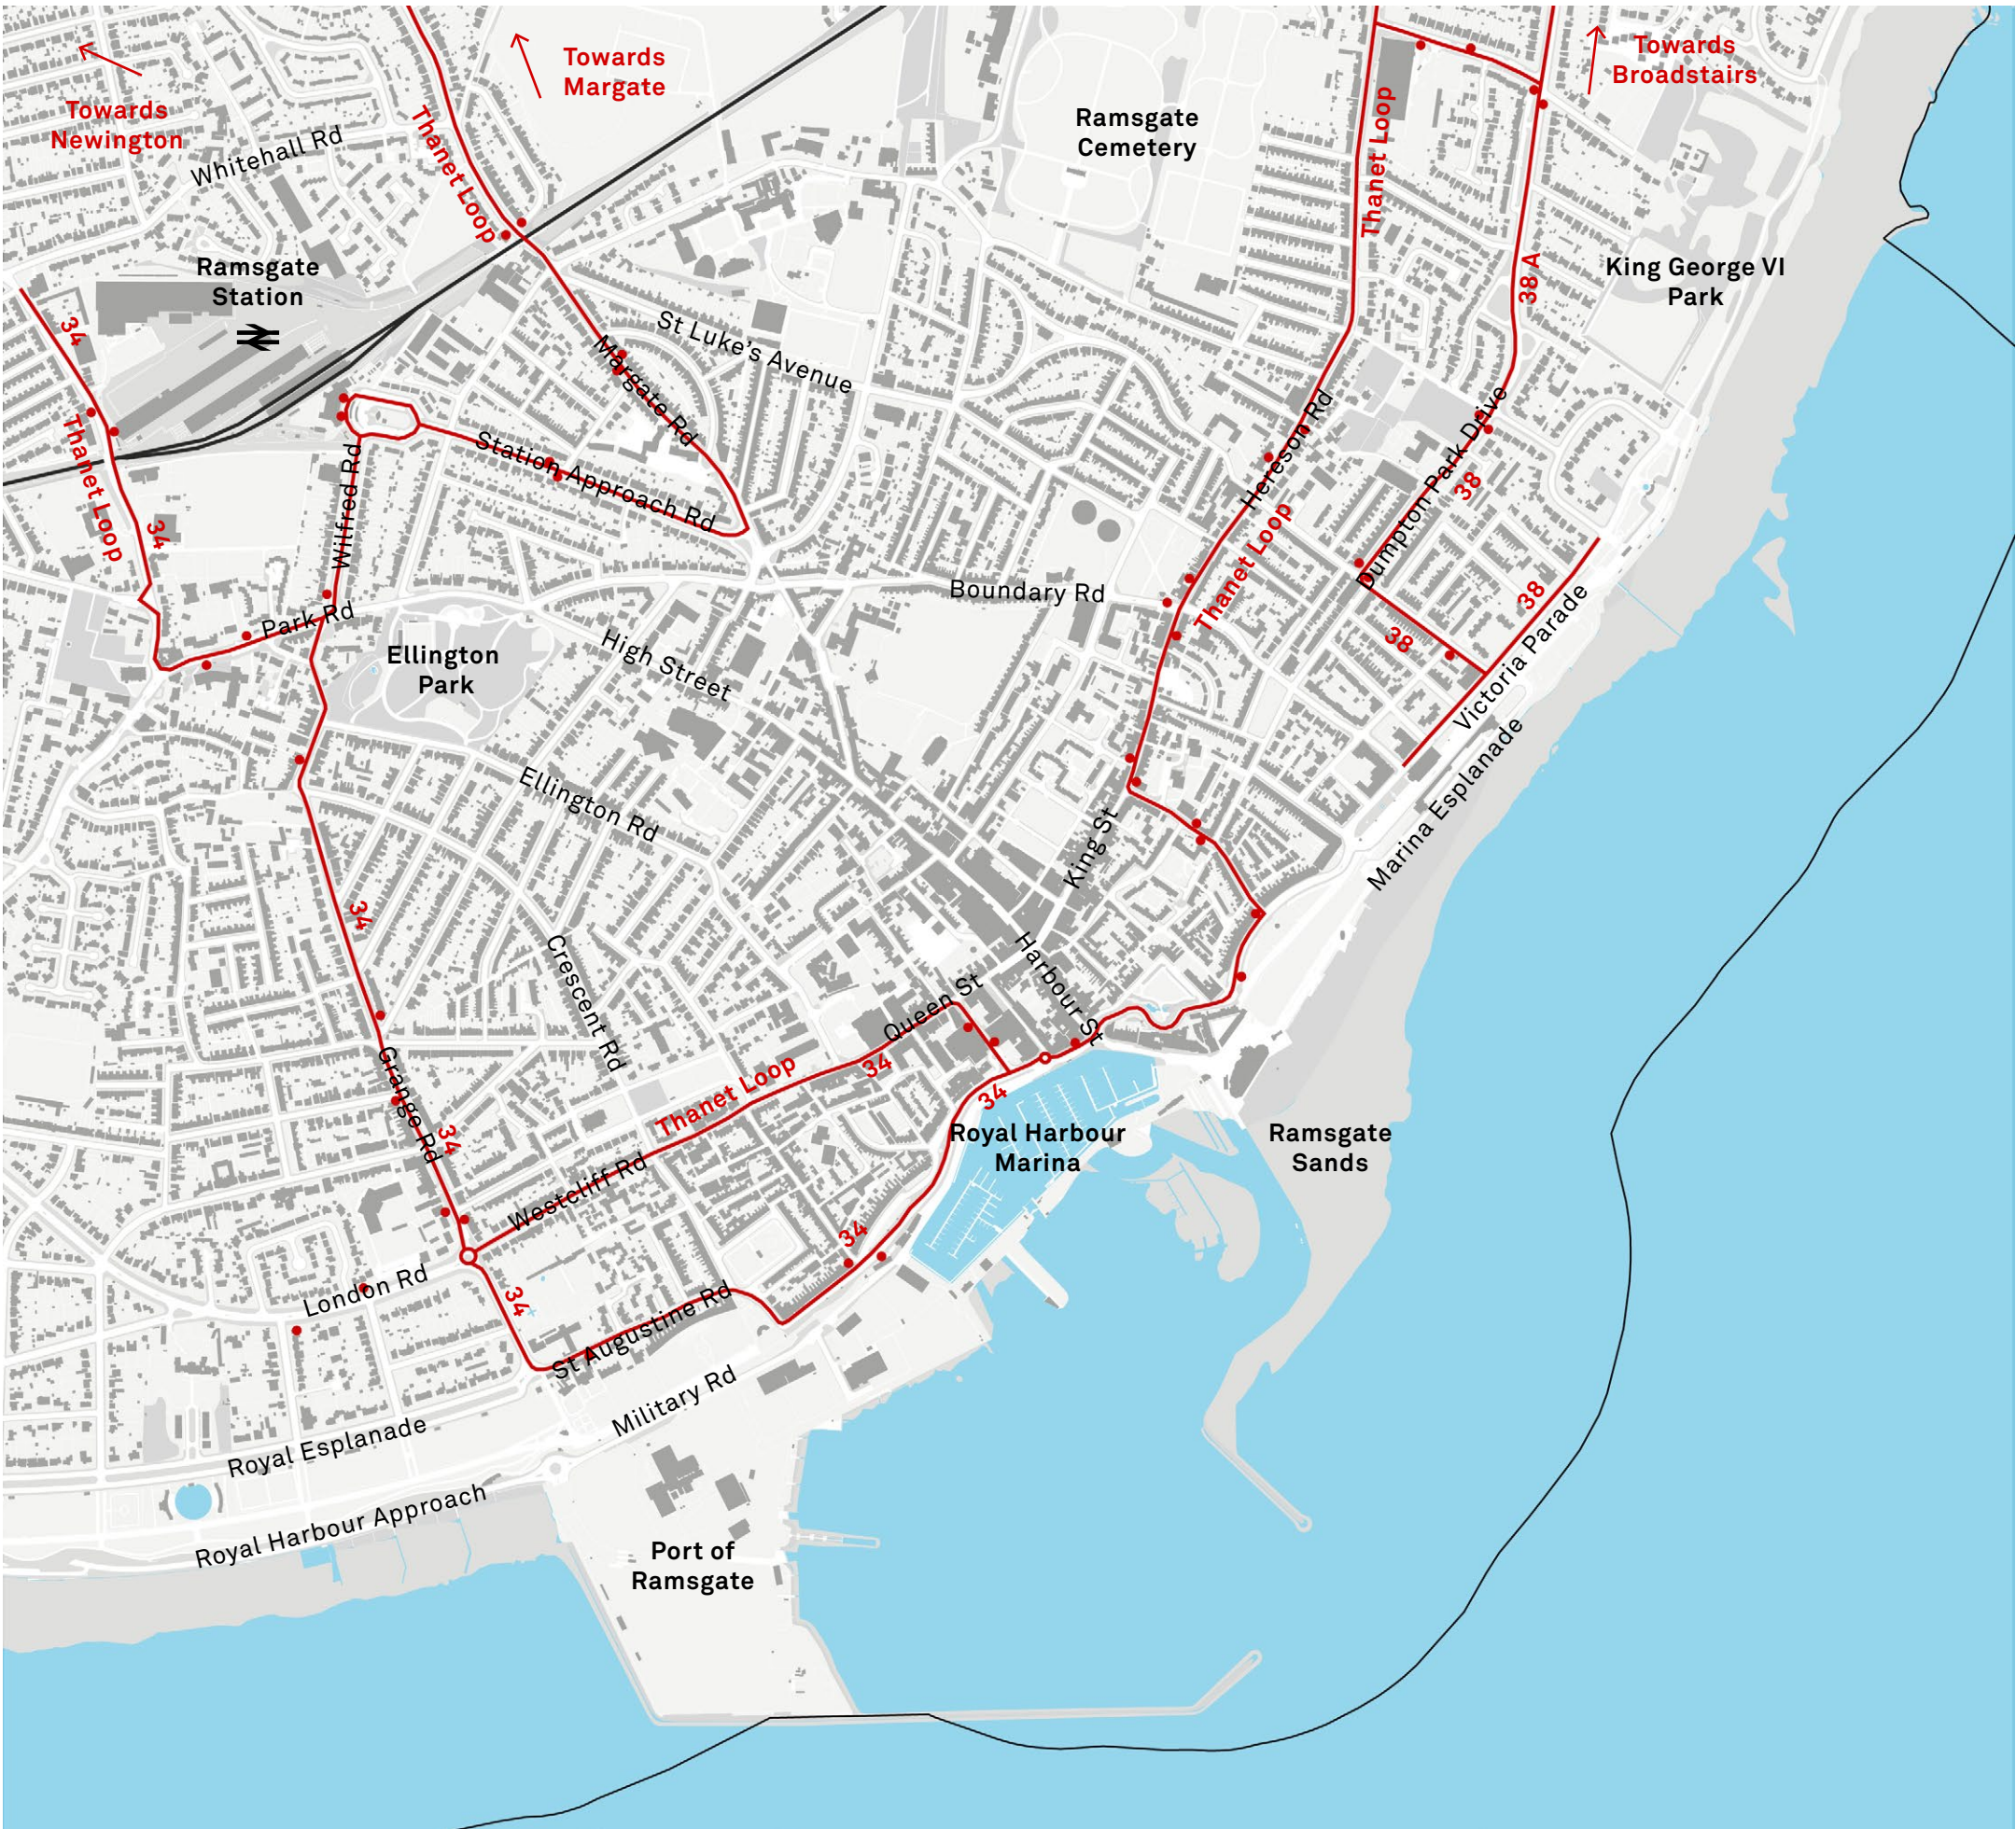 Towards
Margate
Towards
Broadstairs
Towards
Newington
Whitehall Rd
Thanet Loop
Ramsgate
Cemetery
Thanet Loop
Ramsgate
Station
38 A
King George VI
Park
34
St Luke's Avenue
Margate Rd
Thanet Loop
Station Approach Rd
Hereson Rd
Dumpton Park Drive
38
34
Wilfred Rd
Thanet Loop
Boundary Rd
38
Park Rd
38
Ellington
Park
High Street
Victoria Parade
Ellington Rd
Marina Esplanade
King St
34
Crescent Rd
Harbour St
Queen St
34
Thanet Loop
34
Grange Rd
34
Royal Harbour
Marina
Ramsgate
Sands
Westcliff Rd
34
London Rd
34
St Augustine Rd
Military Rd
Royal Esplanade
Royal Harbour Approach
Port of
Ramsgate